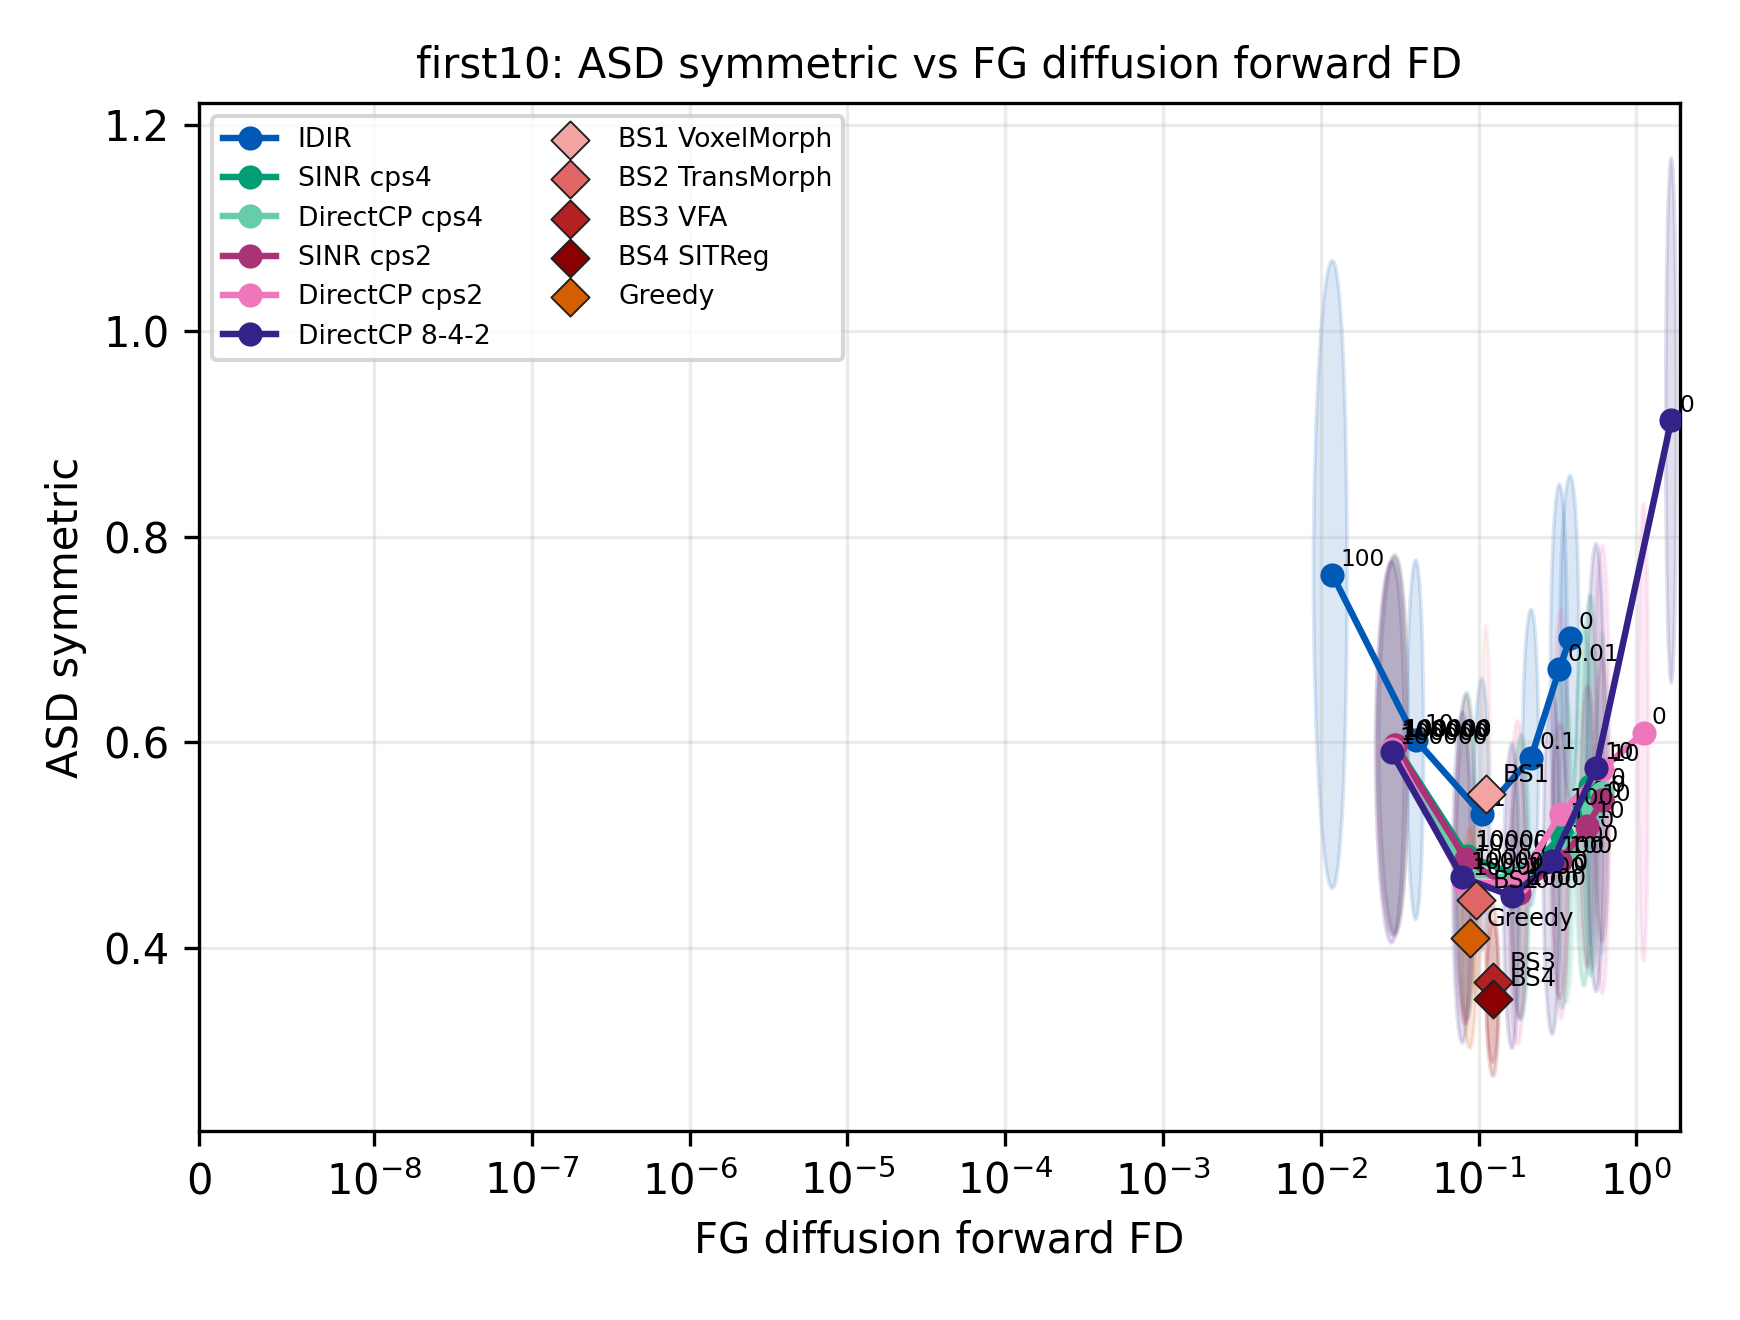 first10: ASD symmetric vs FG diffusion forward FD
IDIR
SINR cps4
DirectCP cps4
SINR cps2
DirectCP cps2
DirectCP 8-4-2
BS1 VoxelMorph
BS2 TransMorph
BS3 VFA
BS4 SITReg
Greedy
ASD symmetric
1.2
1.0
0.8
0.6
0.4
0
100
0
0.01
0
0.1
10
BS1
Greedy
BS3
BS4
0
10⁻⁸
10⁻⁷
10⁻⁶
10⁻⁵
10⁻⁴
10⁻³
10⁻²
10⁻¹
10⁰
FG diffusion forward FD